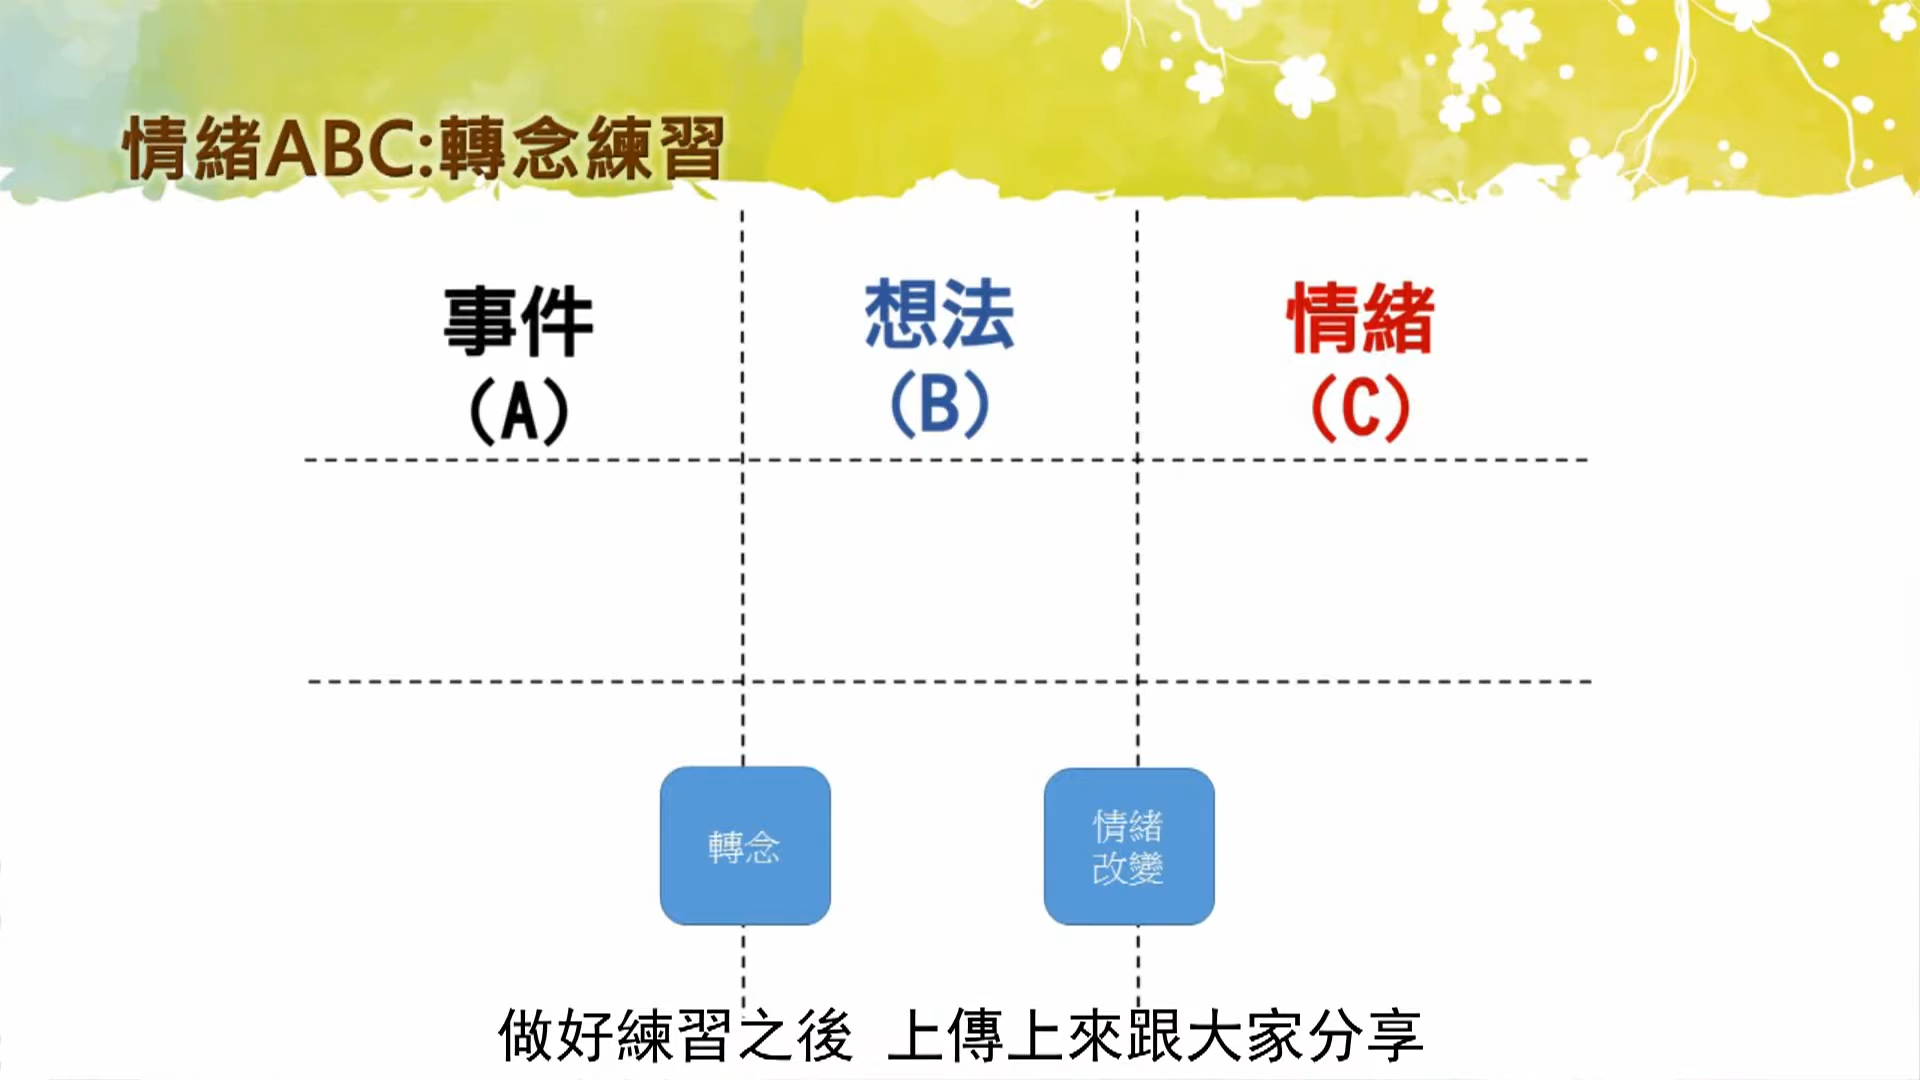 情緒ABC:轉念練習
事件
(A)
想法
(B)
情緒
(C)
轉念
情緒
改變
做好練習之後 上傳上來跟大家分享